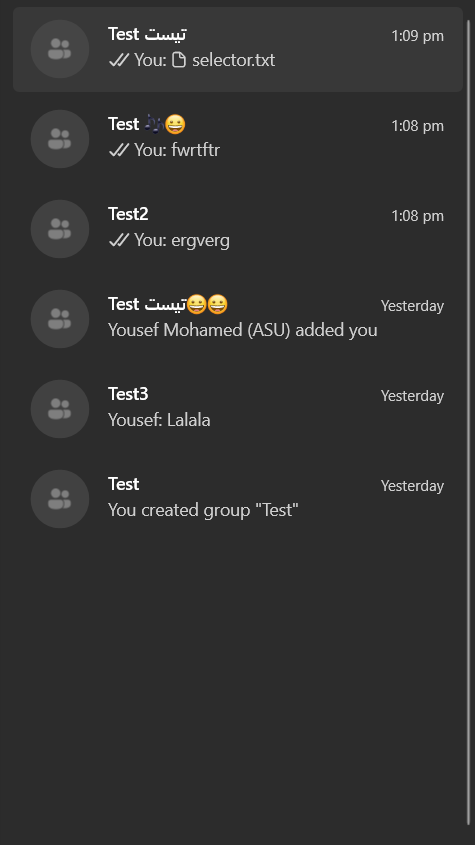 Test تيست
1:09 pm
You: selector.txt
Test 🎶😀
1:08 pm
You: fwrtftr
Test2
1:08 pm
You: ergverg
Test تيست😀😀
Yesterday
Yousef Mohamed (ASU) added you
Test3
Yesterday
Yousef: Lalala
Test
Yesterday
You created group "Test"